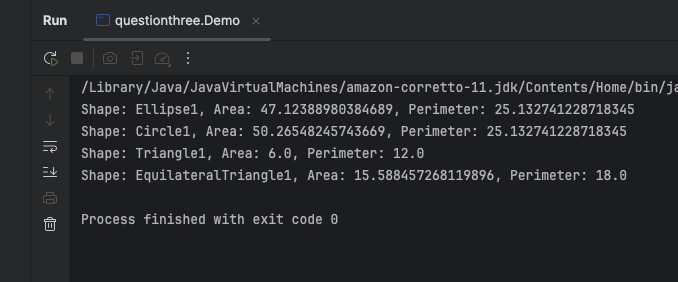 Run questionthree.Demo
/Library/Java/JavaVirtualMachines/amazon-corretto-11.jdk/Contents/Home/bin/ja
Shape: Ellipse1, Area: 47.12388980384689, Perimeter: 25.132741228718345
Shape: Circle1, Area: 50.26548245743669, Perimeter: 25.132741228718345
Shape: Triangle1, Area: 6.0, Perimeter: 12.0
Shape: EquilateralTriangle1, Area: 15.588457268119896, Perimeter: 18.0
Process finished with exit code 0